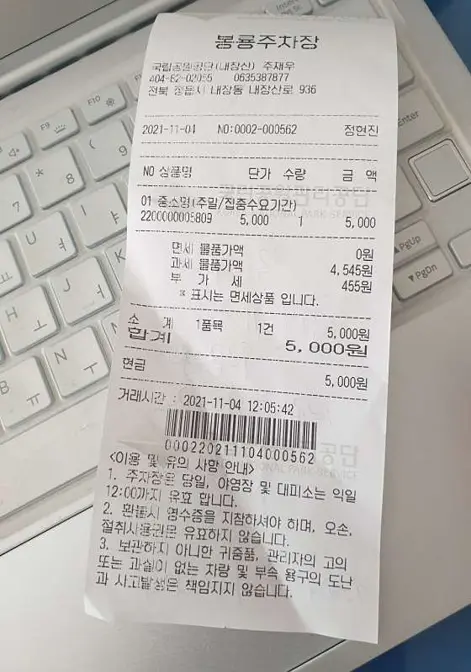 봉룡주차장
국립공원공단(내장산) 주재우
404-82-02055 0635387877
전북 정읍시 내장동 내장산로 936
2021-11-04 NO:0002-000562 정현진
NO 상품명 단가 수량 금 액
01 중소형(주말/집중수요기간)
2200000005809 5,000 1 5,000
면세 물품가액 0원
과세 물품가액 4,545원
부 가 세 455원
* 표시는 면세상품 입니다.
소 계 1품목 1건 5,000원
합계 5,000원
현금 5,000원
거래시간 : 2021-11-04 12:05:42
000220211104000562
<이용 및 유의 사항 안내>
1. 주차장은 당일, 야영장 및 대피소는 익일
12:00까지 유효 합니다.
2. 환불시 영수증을 지참하셔야 하며, 오손,
절취사용권은 유효하지 않습니다.
3. 보관하지 아니한 귀중품, 관리자의 고의
또는 과실이 없는 차량 및 부속 용구의 도난
과 사고발생은 책임지지 않습니다.
F9
F10
Enter
PgUp
PgDn
7
8
U
ㅕ
I
ㅑ
J
ㅓ
K
ㅏ
H
ㅗ
N
ㅜ
B
ㅠ